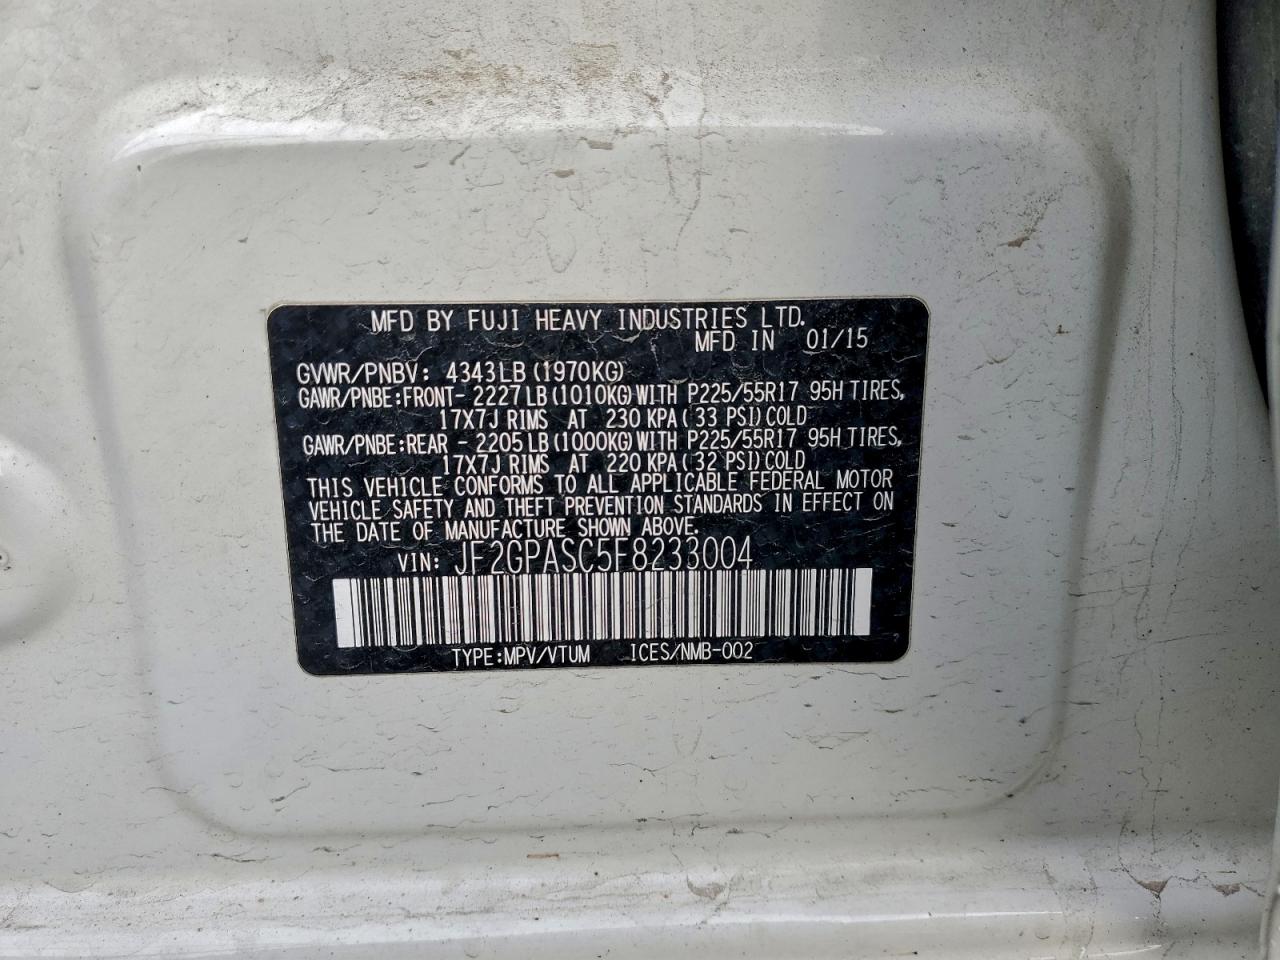 MFD BY FUJI HEAVY INDUSTRIES LTD.
MFD IN 01/15
GVWR/PNBV: 4343LB(1970KG)
GAWR/PNBE:FRONT- 2227LB(1010KG)WITH P225/55R17 95H TIRES,
17X7J RIMS AT 230 KPA(33 PSI)COLD
GAWR/PNBE:REAR - 2205LB(1000KG)WITH P225/55R17 95H TIRES,
17X7J RIMS AT 220 KPA(32 PSI)COLD
THIS VEHICLE CONFORMS TO ALL APPLICABLE FEDERAL MOTOR
VEHICLE SAFETY AND THEFT PREVENTION STANDARDS IN EFFECT ON
THE DATE OF MANUFACTURE SHOWN ABOVE.
VIN: JF2GPASC5F8233004
TYPE:MPV/VTUM ICES/NMB-002